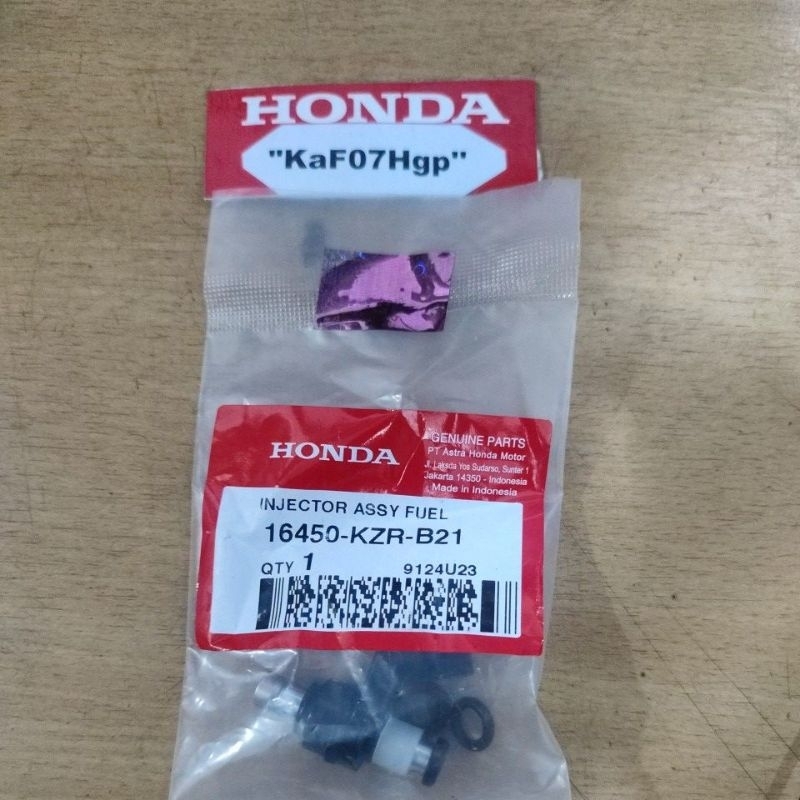 HONDA
"KaF07Hgp"
HONDA
GENUINE PARTS
PT Astra Honda Motor
Jl. Laksda Yos Sudarso, Sunter 1
Jakarta 14350 - Indonesia
Made in Indonesia
INJECTOR ASSY FUEL
16450-KZR-B21
QTY 1 9124U23